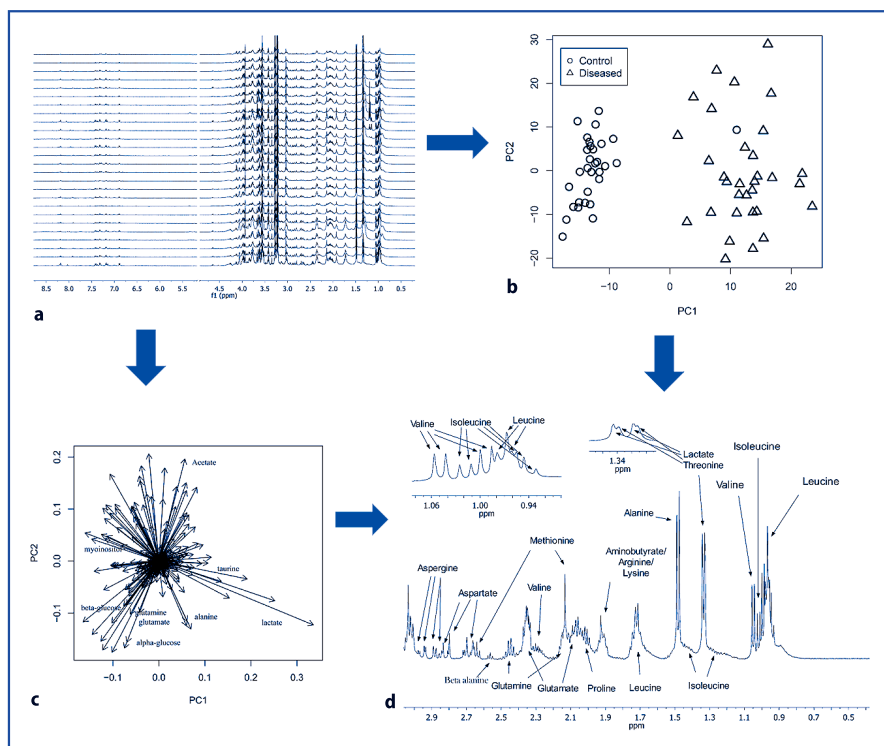 8.5 8.0 7.5 7.0 6.5 6.0 5.5 5.0 4.5 4.0 3.5 3.0 2.5 2.0 1.5 1.0 0.5
f1 (ppm)
a
30
20
10
0
−10
−20
PC2
Control
Diseased
−10 0 10 20
PC1
b
0.2
0.1
0.0
−0.1
PC2
Acetate
myoinositol
taurine
beta-glucose
glutamine
glutamate
alanine
lactate
alpha-glucose
−0.1 0.0 0.1 0.2 0.3
PC1
c
Valine
Isoleucine
Leucine
1.06 1.00 0.94
ppm
1.34
ppm
Lactate
Threonine
Isoleucine
Valine
Leucine
Alanine
Methionine
Aminobutyrate/
Arginine/
Lysine
Aspergine
Aspartate
Valine
Beta alanine
Glutamine
Glutamate
Proline
Leucine
Isoleucine
2.9 2.7 2.5 2.3 2.1 1.9 1.7 1.5 1.3 1.1 0.9 0.7 0.5
ppm
d